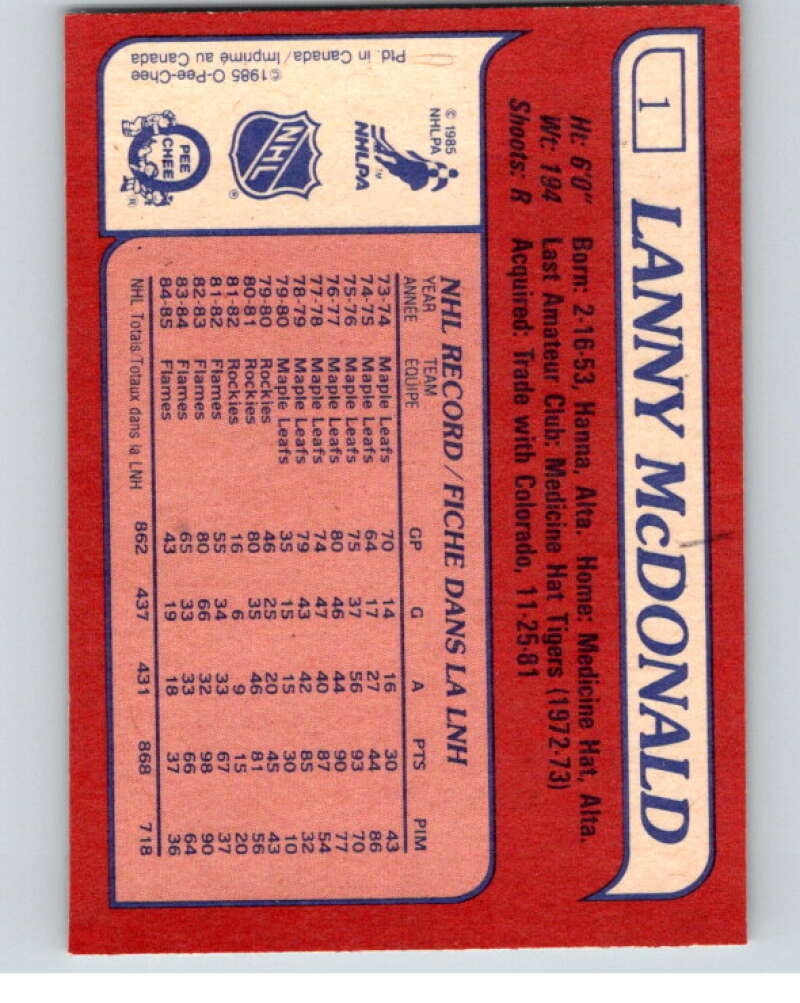 1
LANNY McDONALD
Ht: 6'0" Born: 2-16-53, Hanna, Alta. Home: Medicine Hat, Alta.
Wt: 194 Last Amateur Club: Medicine Hat Tigers (1972-73)
Shoots: R Acquired: Trade with Colorado, 11-25-81
© 1985
NHLPA
NHLPA
TM
NHL
®
O
PEE
CHEE
®
©1985 O-Pee-Chee
Ptd. in Canada/Imprimé au Canada
NHL RECORD/FICHE DANS LA LNH
YEAR TEAM
ANNÉE ÉQUIPE GP G A PTS PIM
73-74 Maple Leafs 70 14 16 30 43
74-75 Maple Leafs 64 17 27 44 86
75-76 Maple Leafs 75 37 56 93 70
76-77 Maple Leafs 80 46 44 90 77
77-78 Maple Leafs 74 47 40 87 54
78-79 Maple Leafs 79 43 42 85 32
79-80 Maple Leafs 35 15 15 30 10
79-80 Rockies 46 25 20 45 43
80-81 Rockies 80 35 46 81 56
81-82 Rockies 16 6 9 15 20
81-82 Flames 55 34 33 67 37
82-83 Flames 80 66 32 98 90
83-84 Flames 65 33 33 66 64
84-85 Flames 43 19 18 37 36
NHL Totals/Totaux dans la LNH 862 437 431 868 718